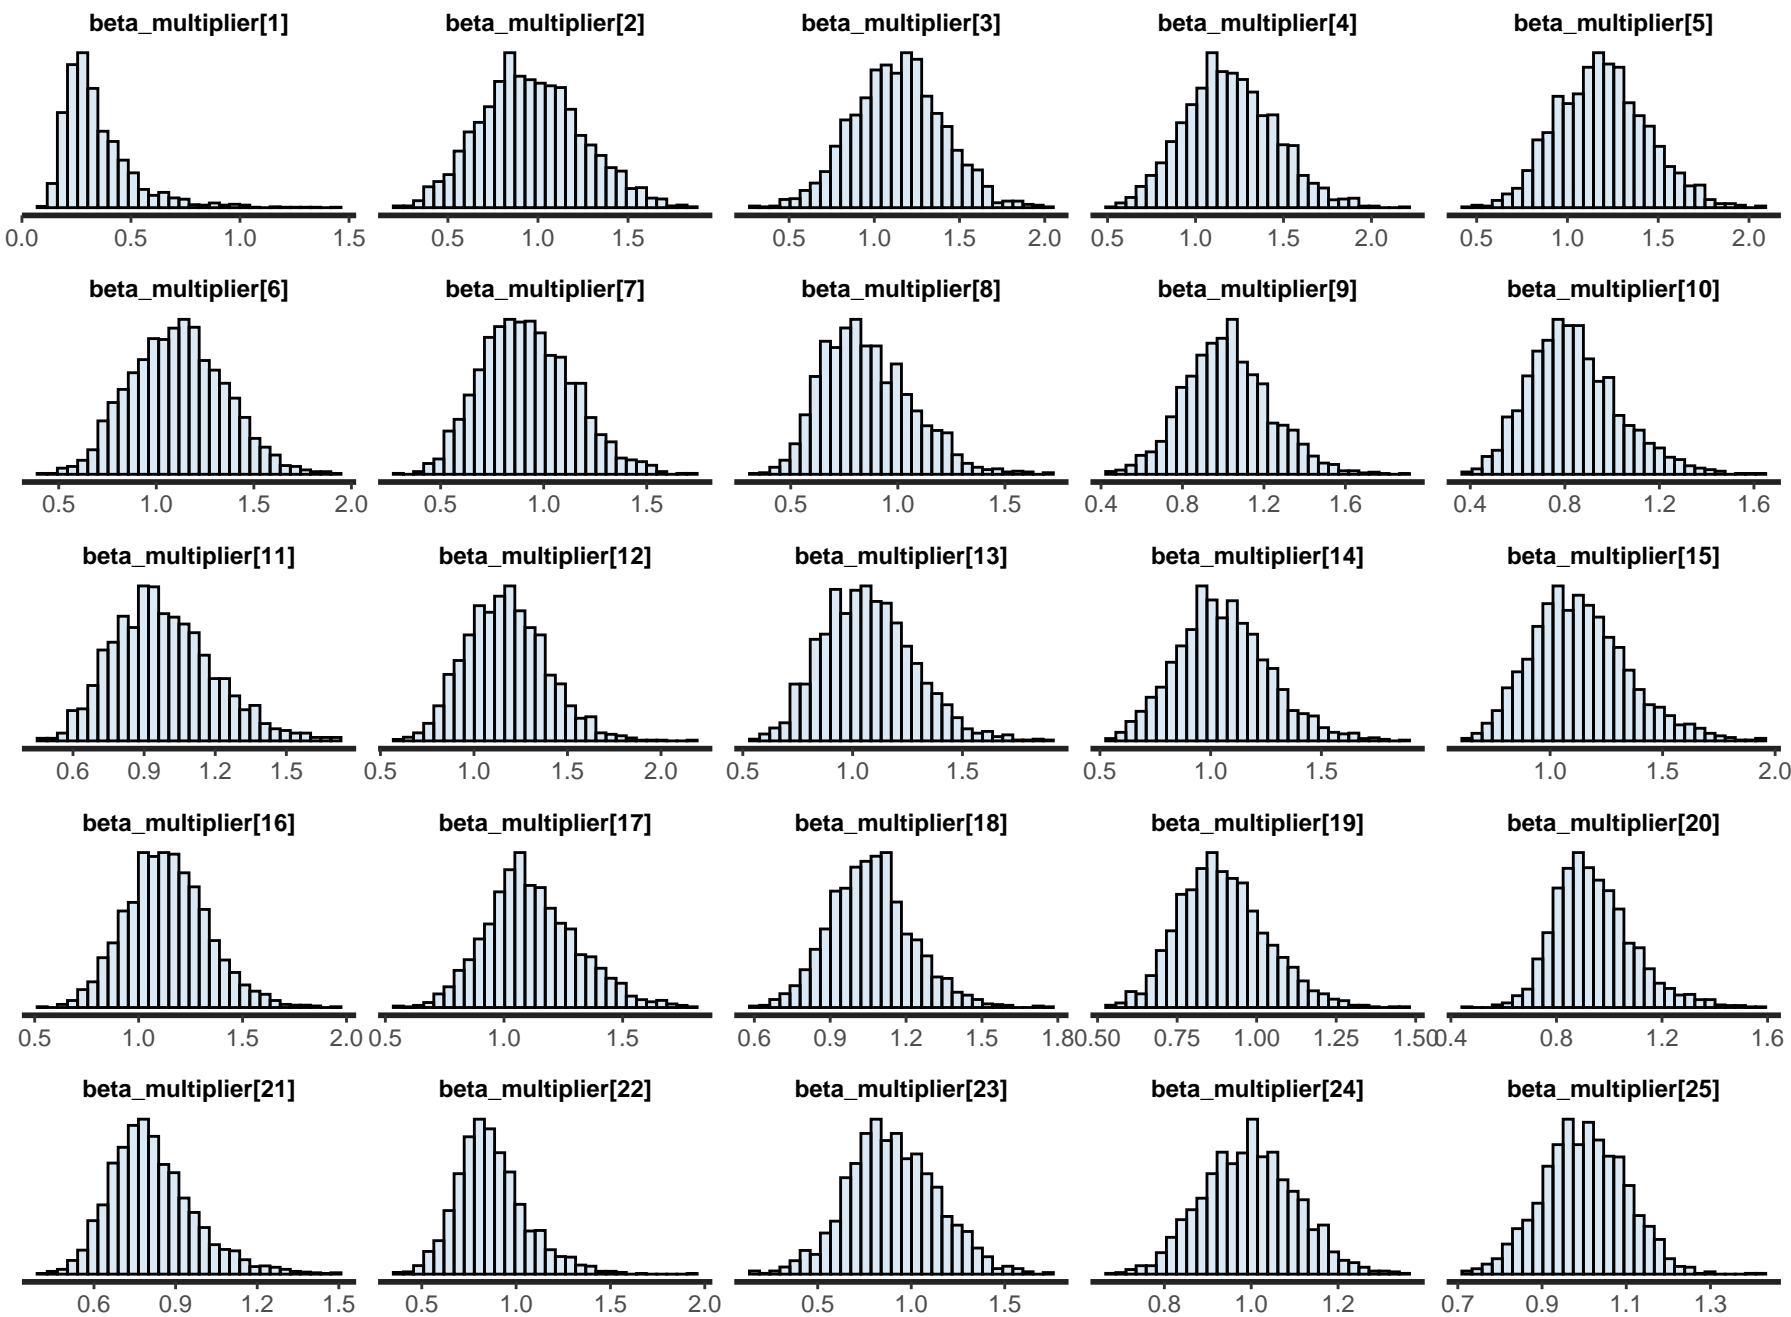 beta_multiplier[1] beta_multiplier[2] beta_multiplier[3] beta_multiplier[4] beta_multiplier[5]
0.0 0.5 1.0 1.5 0.5 1.0 1.5 0.5 1.0 1.5 2.0 0.5 1.0 1.5 2.0 0.5 1.0 1.5 2.0
beta_multiplier[6] beta_multiplier[7] beta_multiplier[8] beta_multiplier[9] beta_multiplier[10]
0.5 1.0 1.5 2.0 0.5 1.0 1.5 0.5 1.0 1.5 0.4 0.8 1.2 1.6 0.4 0.8 1.2 1.6
beta_multiplier[11] beta_multiplier[12] beta_multiplier[13] beta_multiplier[14] beta_multiplier[15]
0.6 0.9 1.2 1.5 0.5 1.0 1.5 2.0 0.5 1.0 1.5 0.5 1.0 1.5 1.0 1.5 2.0
beta_multiplier[16] beta_multiplier[17] beta_multiplier[18] beta_multiplier[19] beta_multiplier[20]
0.5 1.0 1.5 2.0 0.5 1.0 1.5 0.6 0.9 1.2 1.5 1.8 0.50 0.75 1.00 1.25 1.50 0.4 0.8 1.2 1.6
beta_multiplier[21] beta_multiplier[22] beta_multiplier[23] beta_multiplier[24] beta_multiplier[25]
0.6 0.9 1.2 1.5 0.5 1.0 1.5 2.0 0.5 1.0 1.5 0.8 1.0 1.2 0.7 0.9 1.1 1.3